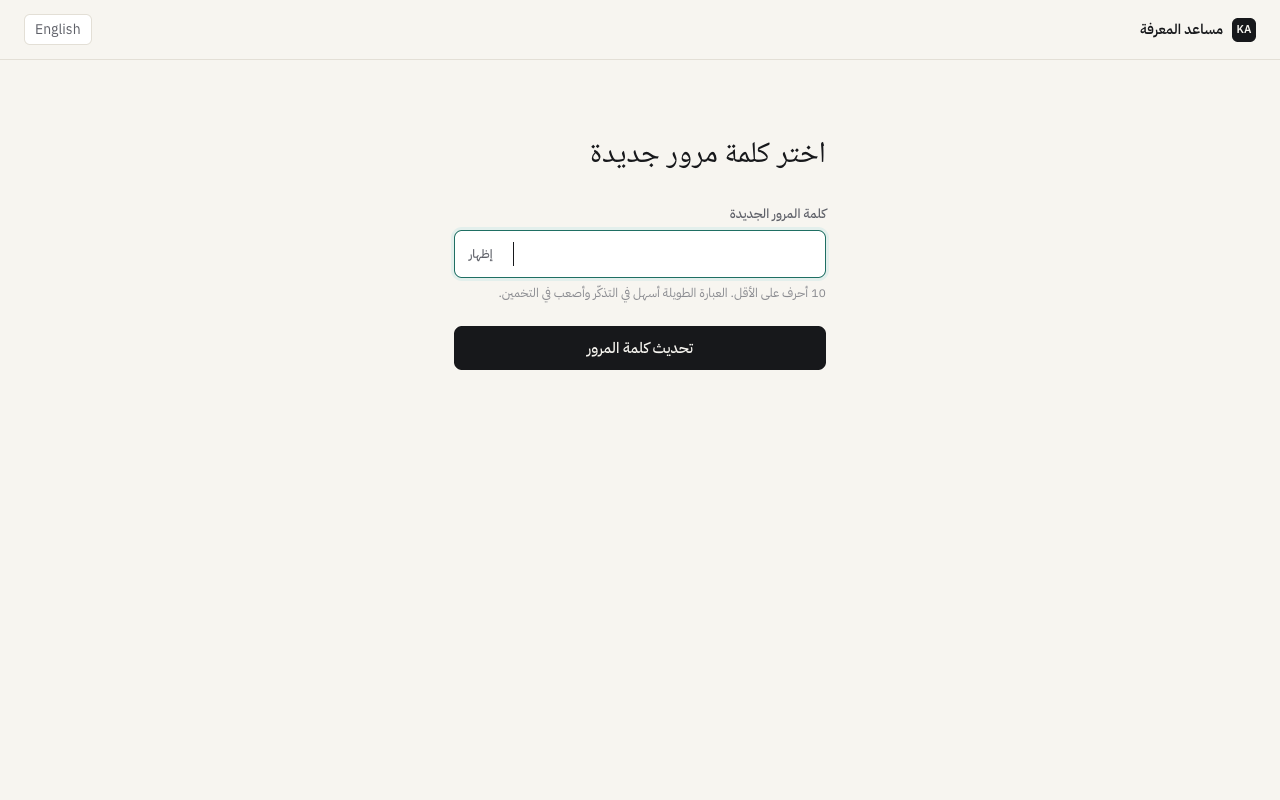 KA مساعد المعرفة
English
اختر كلمة مرور جديدة
كلمة المرور الجديدة
إظهار
10 أحرف على الأقل. العبارة الطويلة أسهل في التذكّر وأصعب في التخمين.
تحديث كلمة المرور